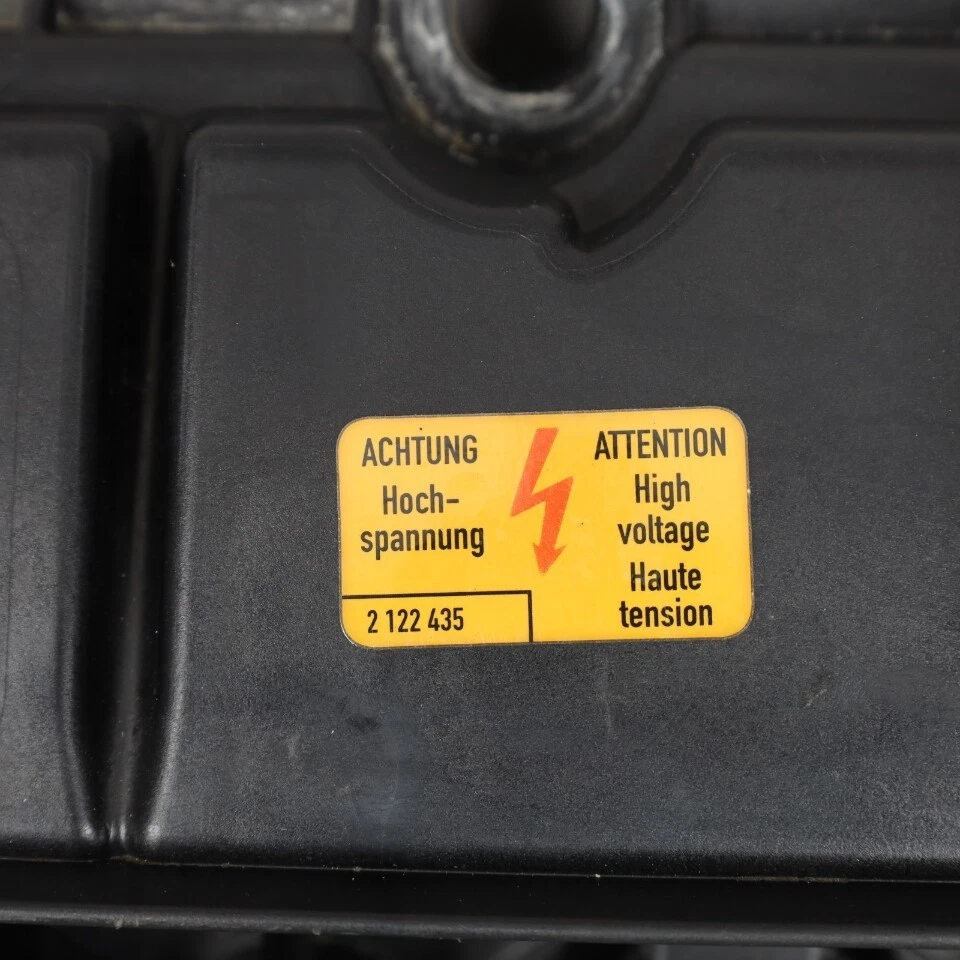 ACHTUNG
Hoch-
spannung
2 122 435
ATTENTION
High
voltage
Haute
tension